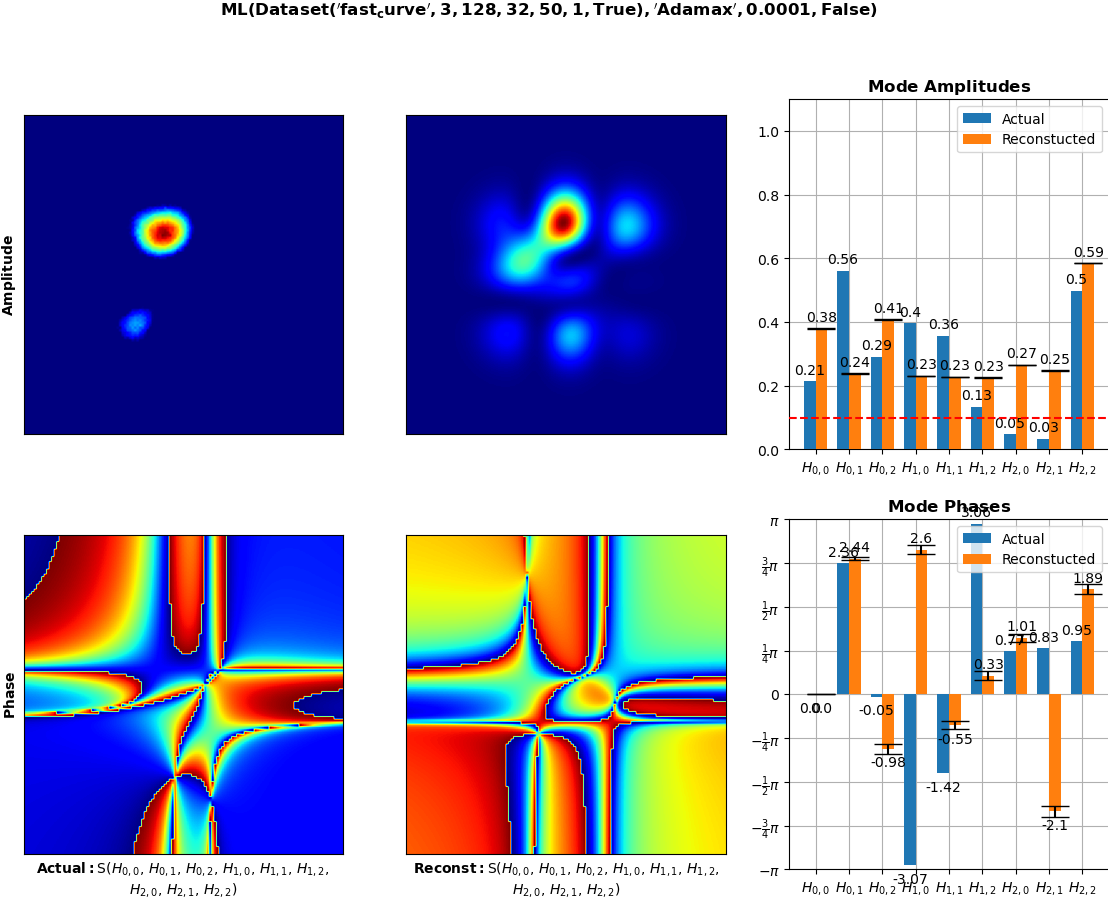 ML(Dataset('fast_curve', 3, 128, 32, 50, 1, True), 'Adamax', 0.0001, False)
Amplitude
Mode Amplitudes
Actual
Reconstucted
1.0
0.8
0.6
0.4
0.2
0.0
0.21
0.38
0.56
0.24
0.29
0.41
0.4
0.23
0.36
0.23
0.13
0.23
0.05
0.27
0.03
0.25
0.5
0.59
H0,0 H0,1 H0,2 H1,0 H1,1 H1,2 H2,0 H2,1 H2,2
Phase
Mode Phases
Actual
Reconstucted
π
3/4π
1/2π
1/4π
0
−1/4π
−1/2π
−3/4π
−π
0.0
2.44
-0.05
-0.98
-3.07
2.6
-1.42
-0.55
3.06
0.33
1.01
0.83
-2.1
0.95
1.89
H0,0 H0,1 H0,2 H1,0 H1,1 H1,2 H2,0 H2,1 H2,2
Actual: S(H0,0, H0,1, H0,2, H1,0, H1,1, H1,2,
H2,0, H2,1, H2,2)
Reconst: S(H0,0, H0,1, H0,2, H1,0, H1,1, H1,2,
H2,0, H2,1, H2,2)